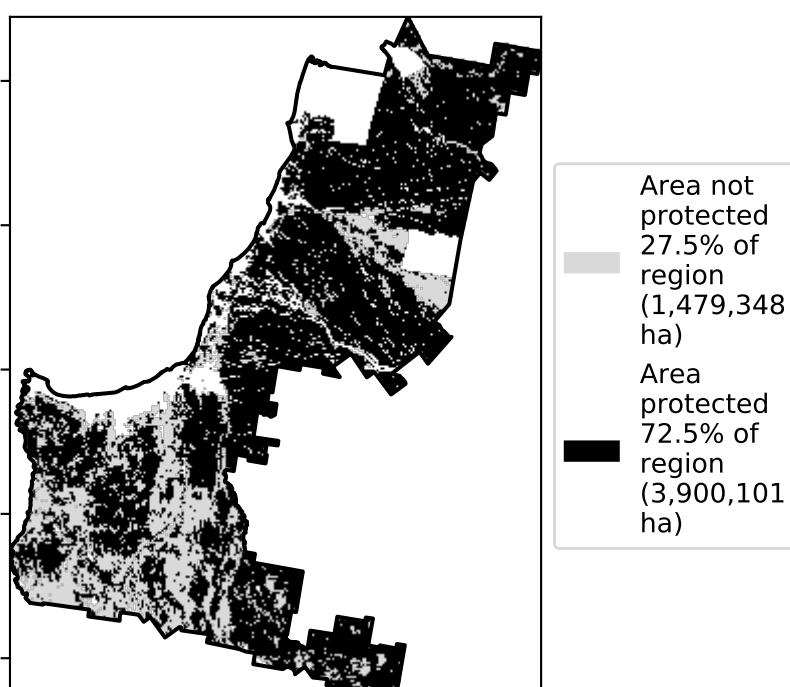 Area not
protected
27.5% of
region
(1,479,348
ha)
Area
protected
72.5% of
region
(3,900,101
ha)